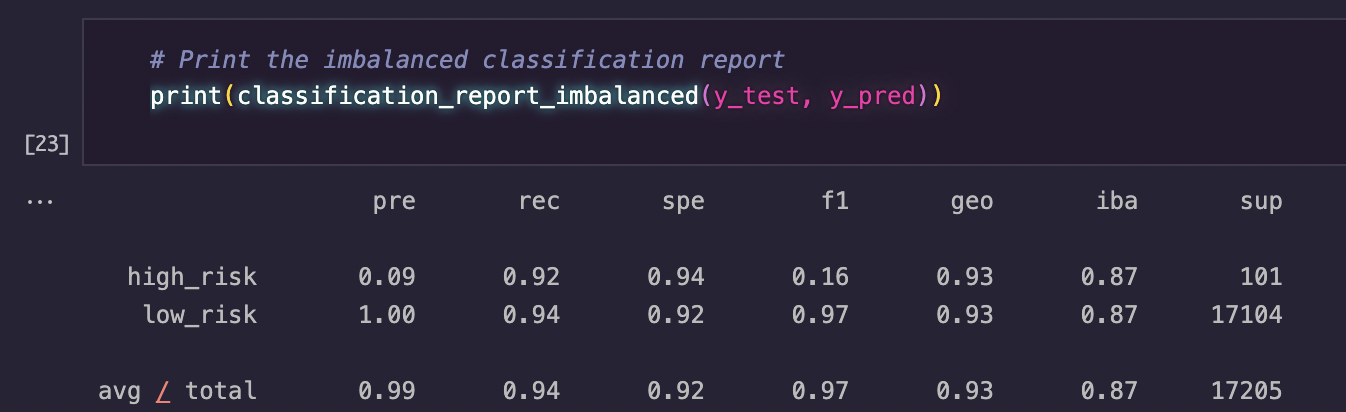 # Print the imbalanced classification report
print(classification_report_imbalanced(y_test, y_pred))
[23]
... pre rec spe f1 geo iba sup
high_risk 0.09 0.92 0.94 0.16 0.93 0.87 101
low_risk 1.00 0.94 0.92 0.97 0.93 0.87 17104
avg / total 0.99 0.94 0.92 0.97 0.93 0.87 17205